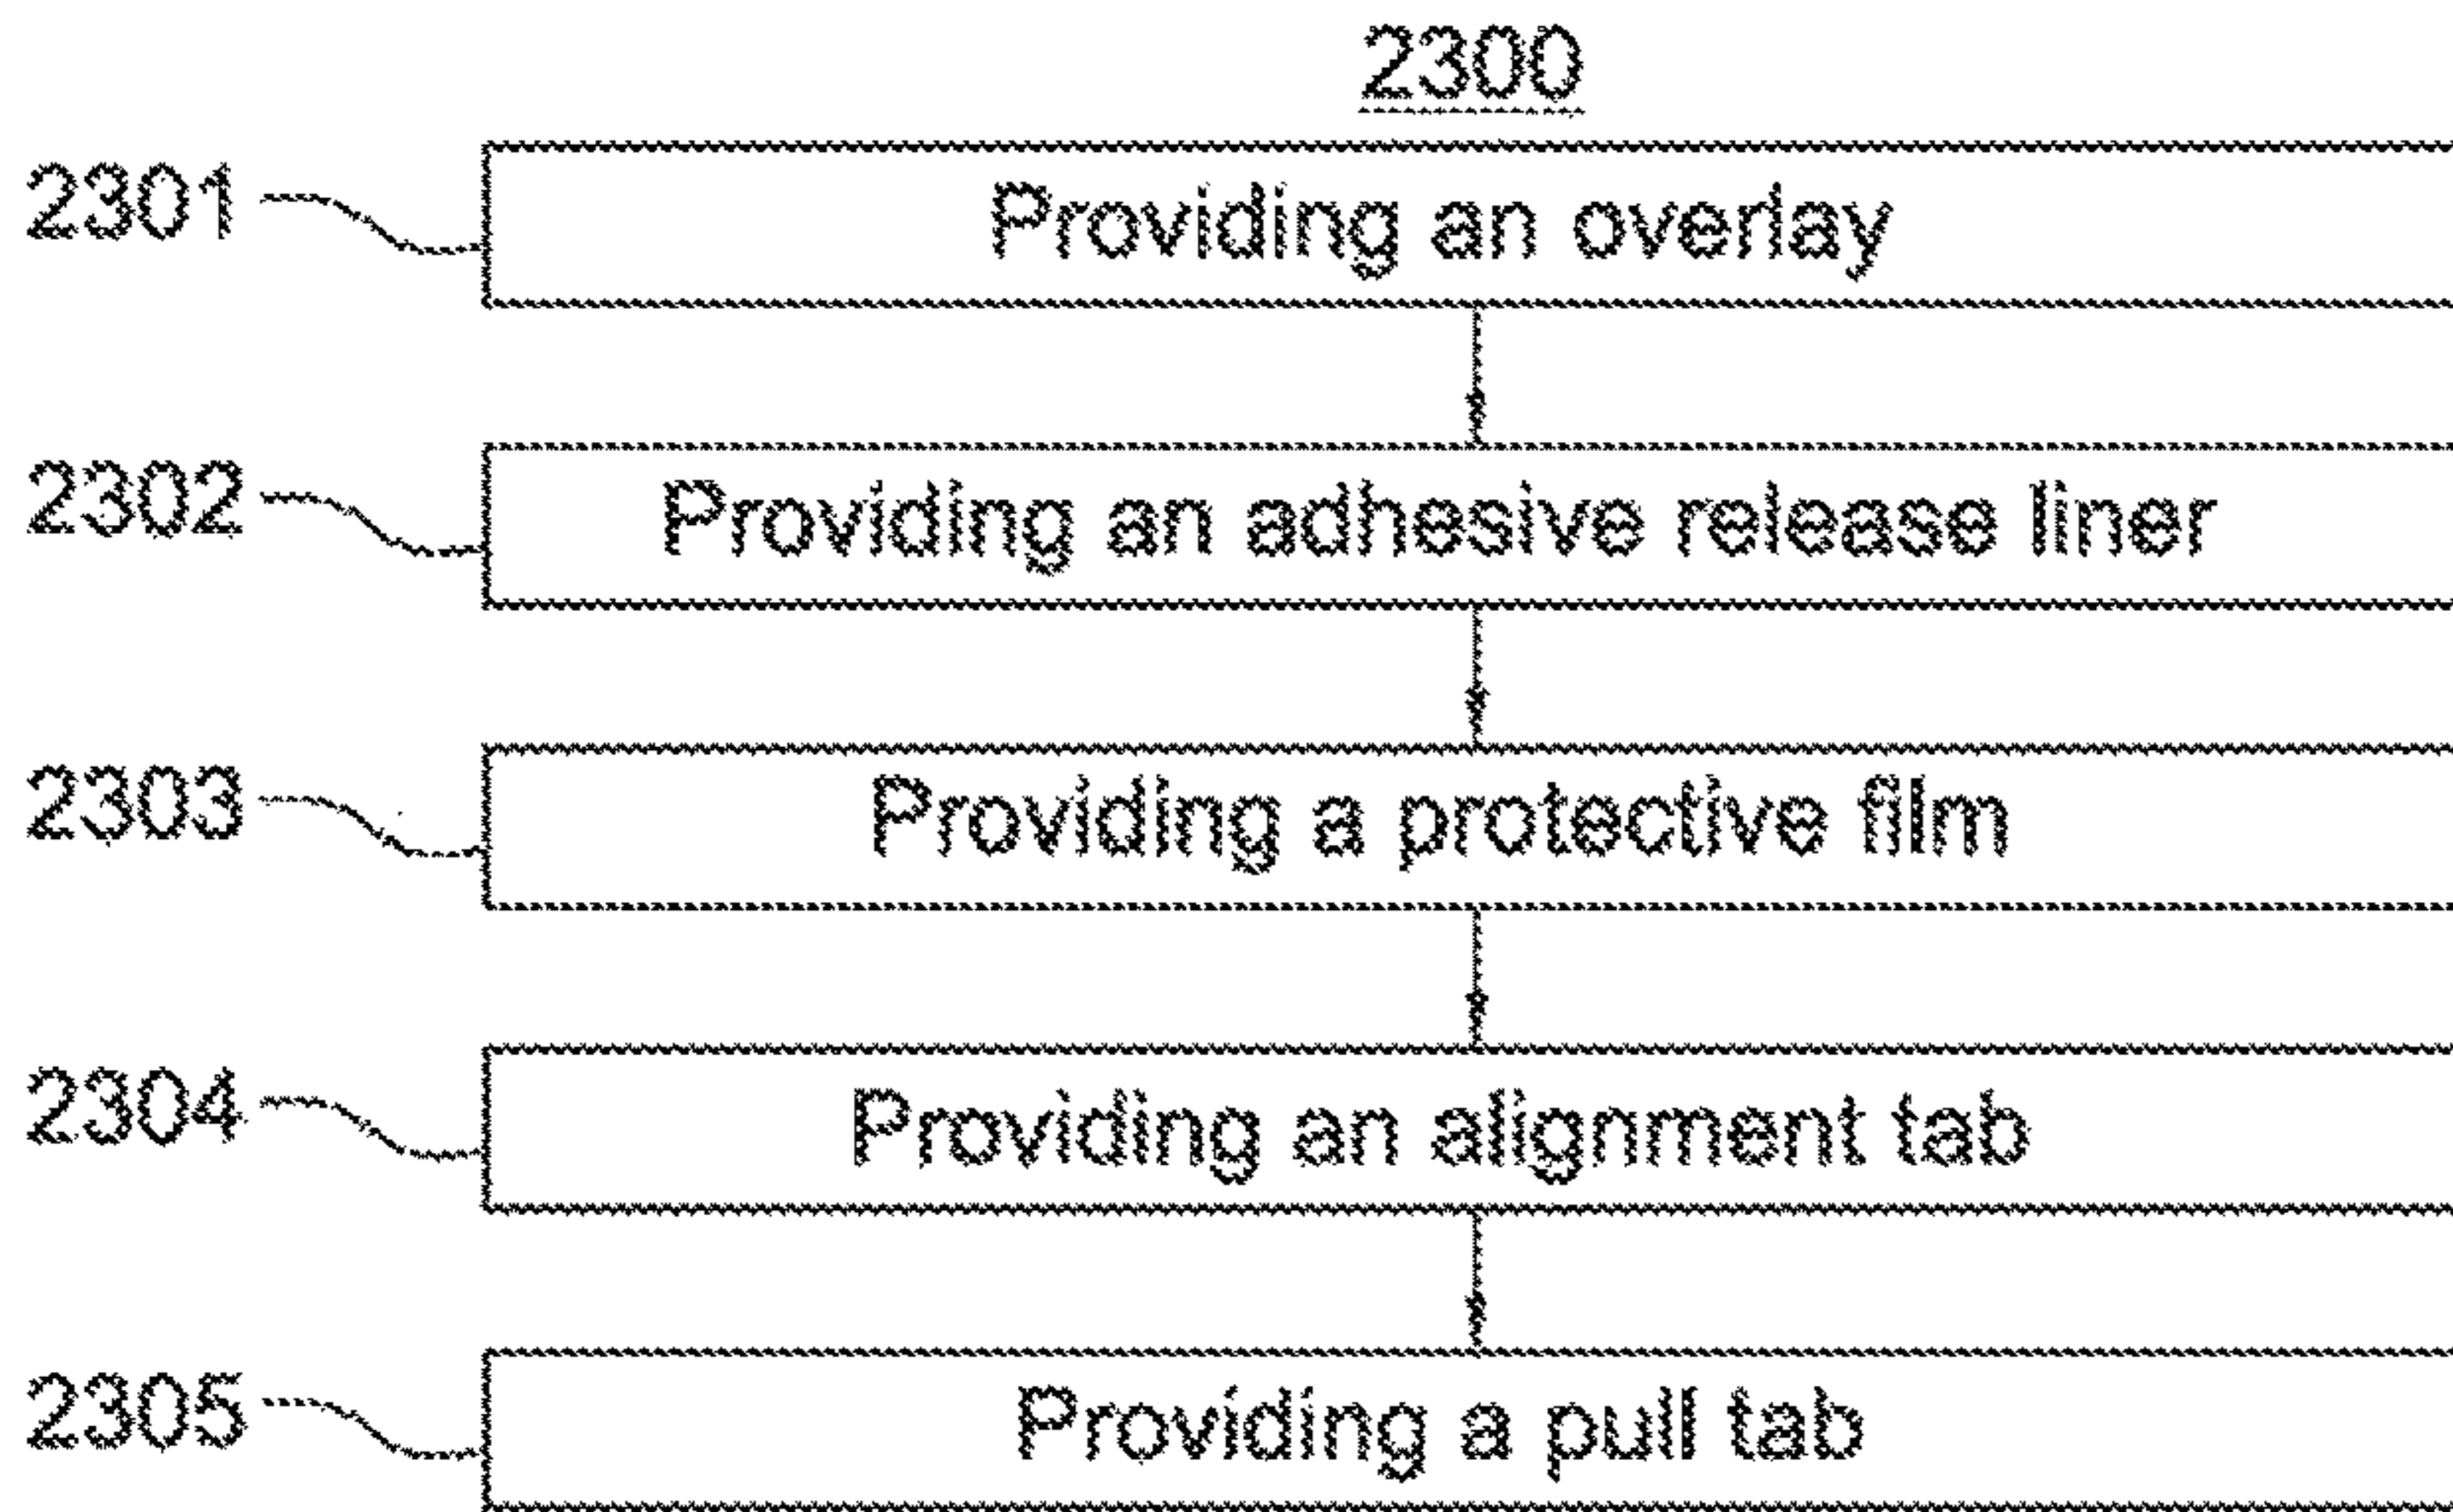 2300
2301 Providing an overlay
2302 Providing an adhesive release liner
2303 Providing a protective film
2304 Providing an alignment tab
2305 Providing a pull tab